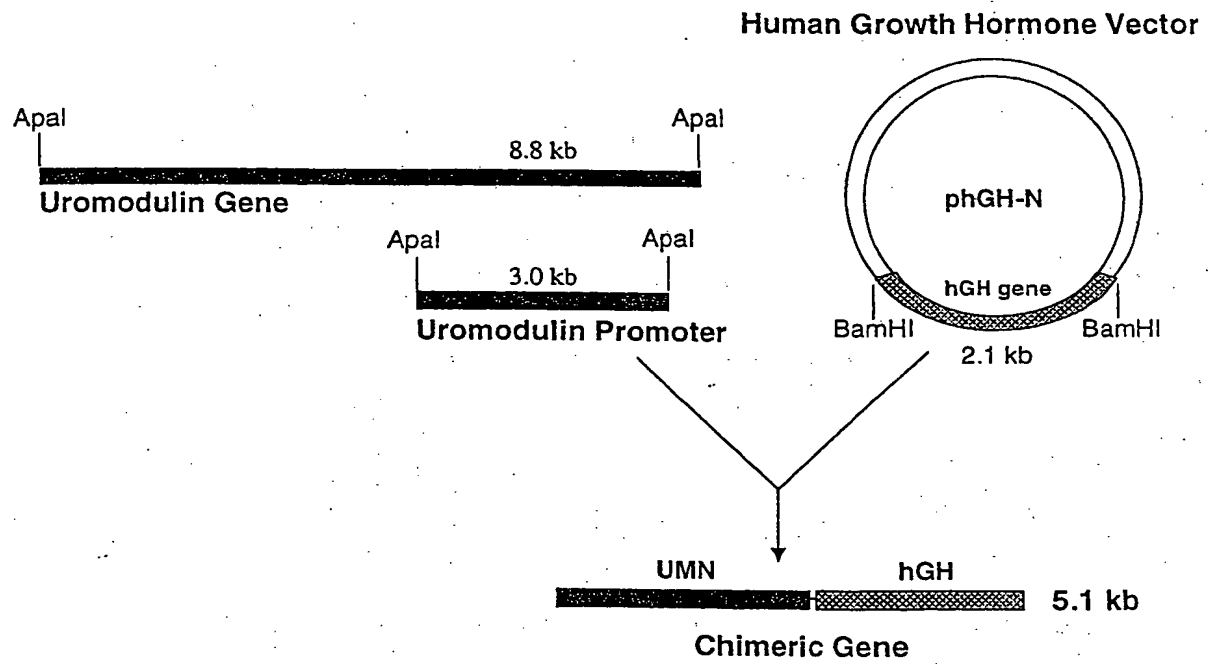 Human Growth Hormone Vector
ApaI
ApaI
8.8 kb
Uromodulin Gene
ApaI
ApaI
3.0 kb
Uromodulin Promoter
phGH-N
hGH gene
BamHI
BamHI
2.1 kb
UMN
hGH
5.1 kb
Chimeric Gene